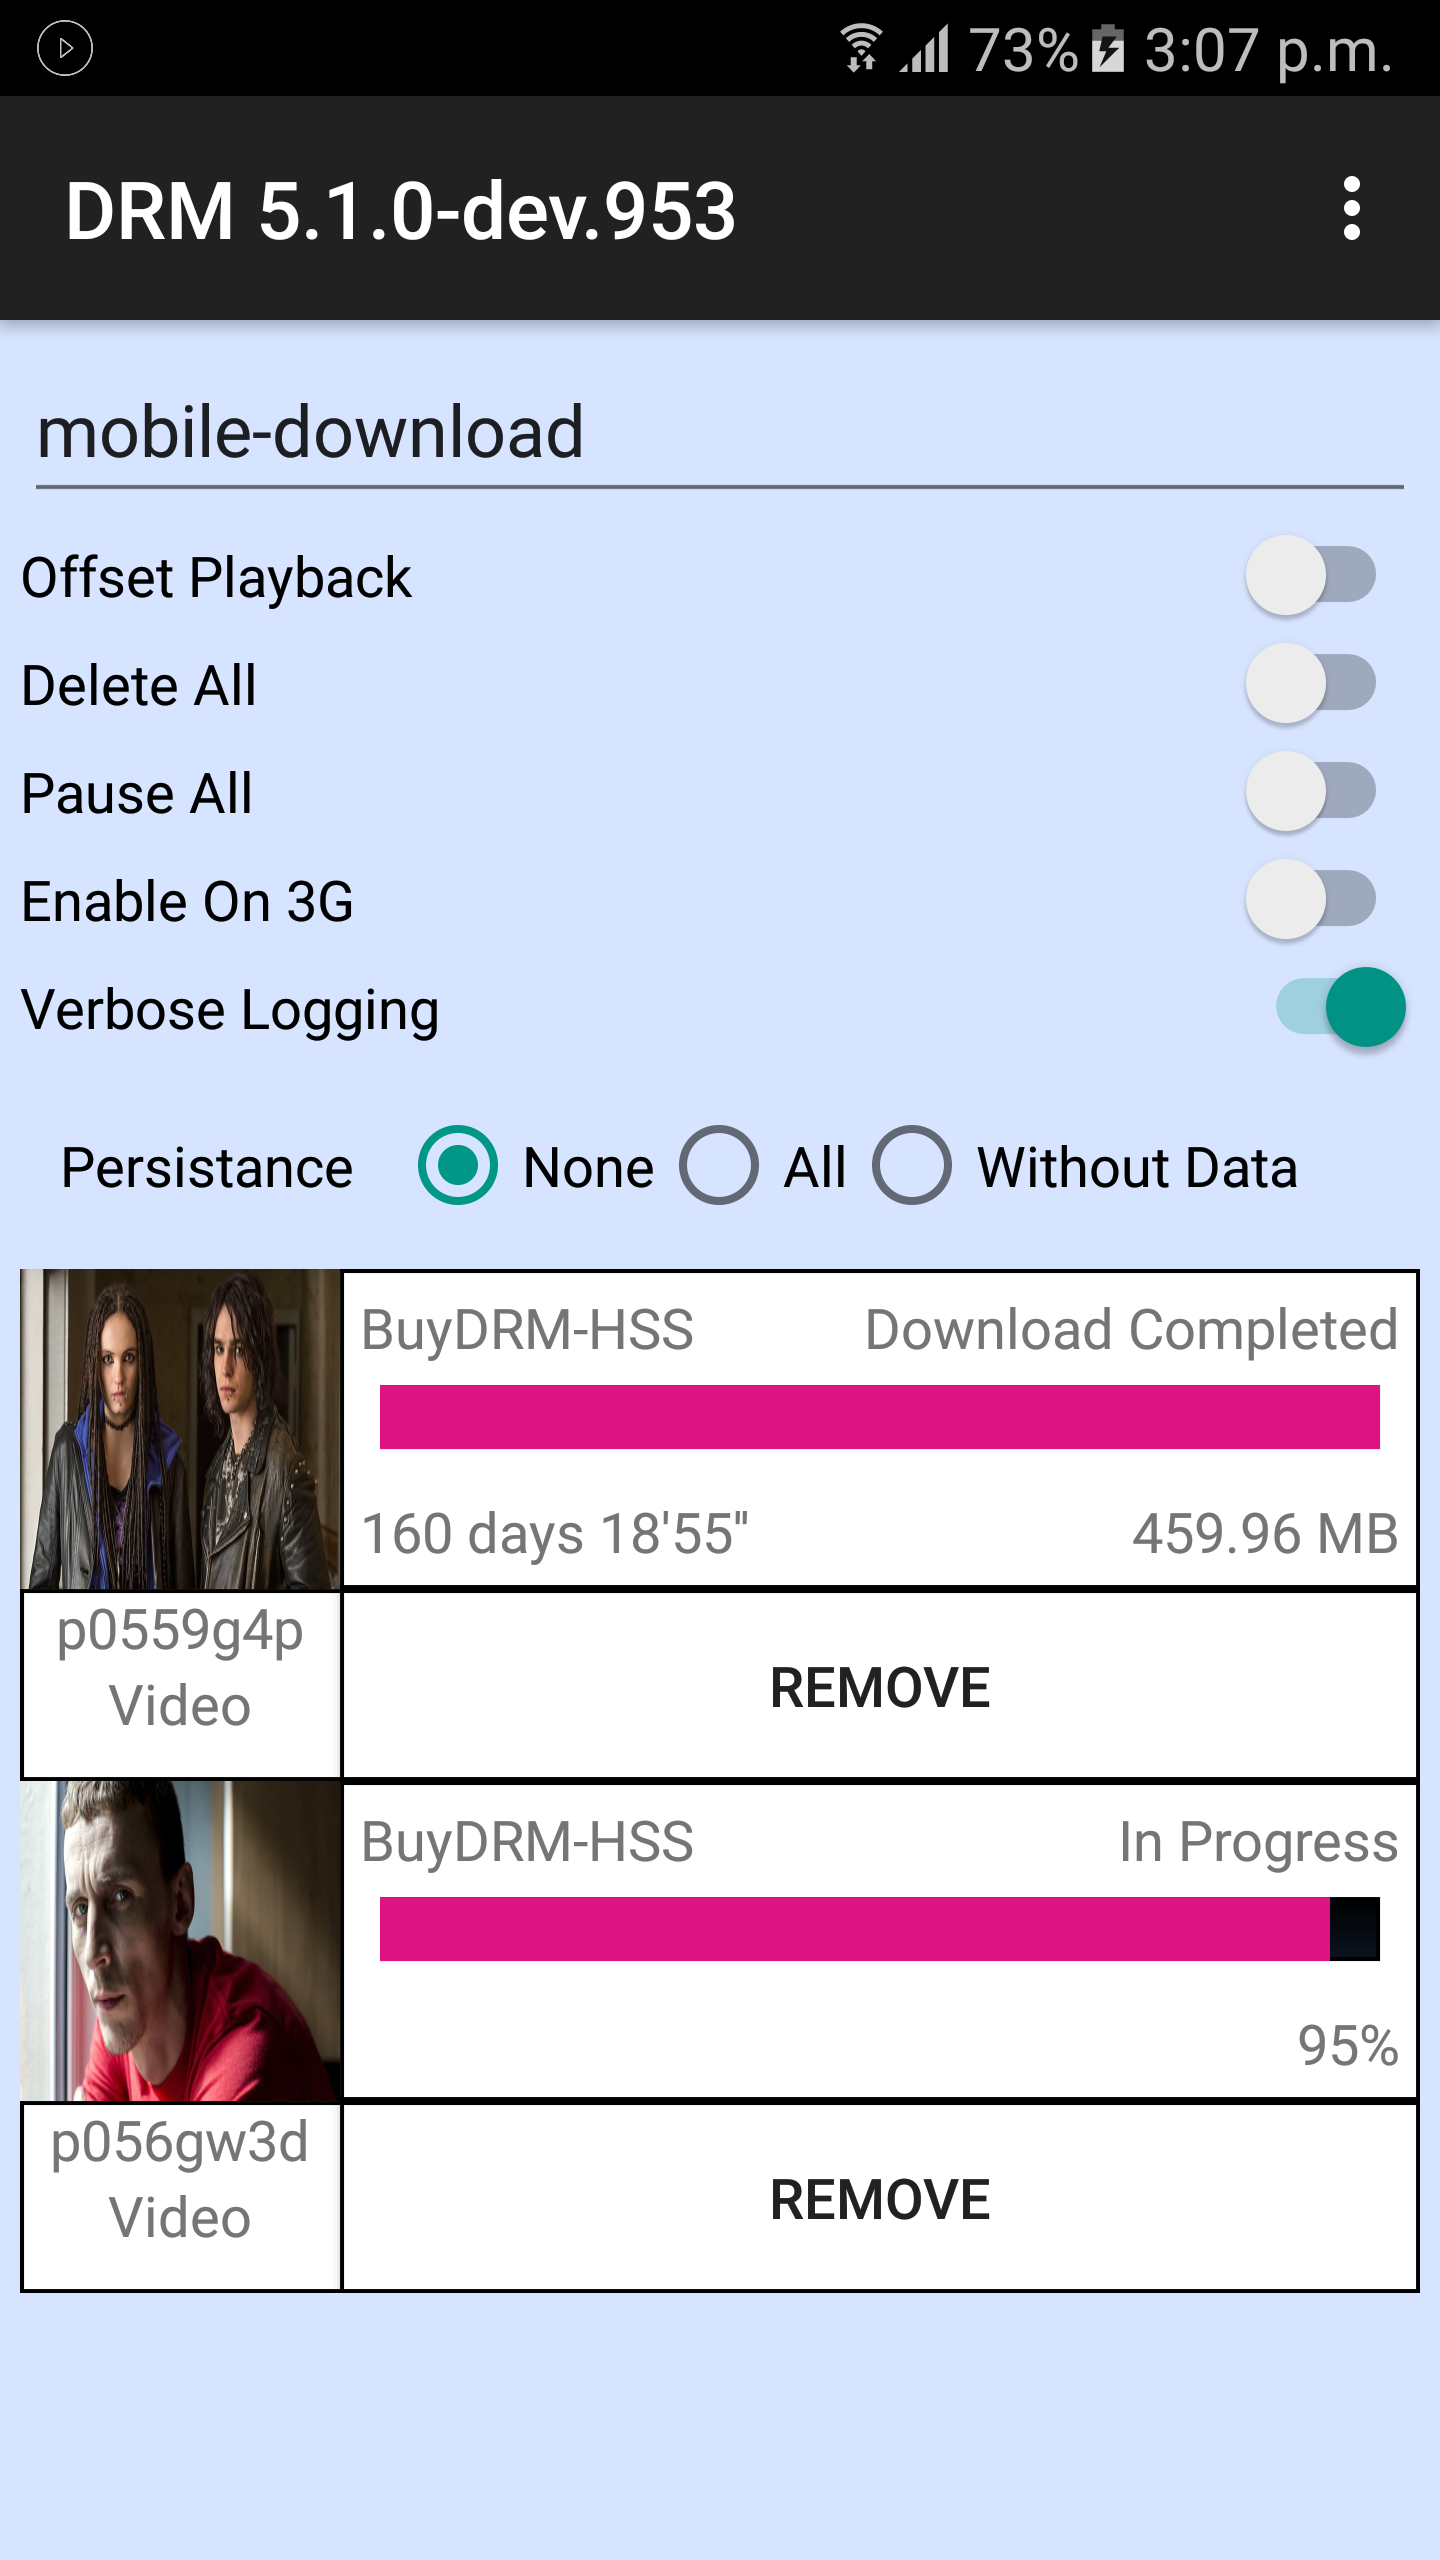 73% 3:07 p.m.
DRM 5.1.0-dev.953
mobile-download
Offset Playback
Delete All
Pause All
Enable On 3G
Verbose Logging
Persistance None All Without Data
BuyDRM-HSS Download Completed
160 days 18'55" 459.96 MB
p0559g4p
Video
REMOVE
BuyDRM-HSS In Progress
95%
p056gw3d
Video
REMOVE